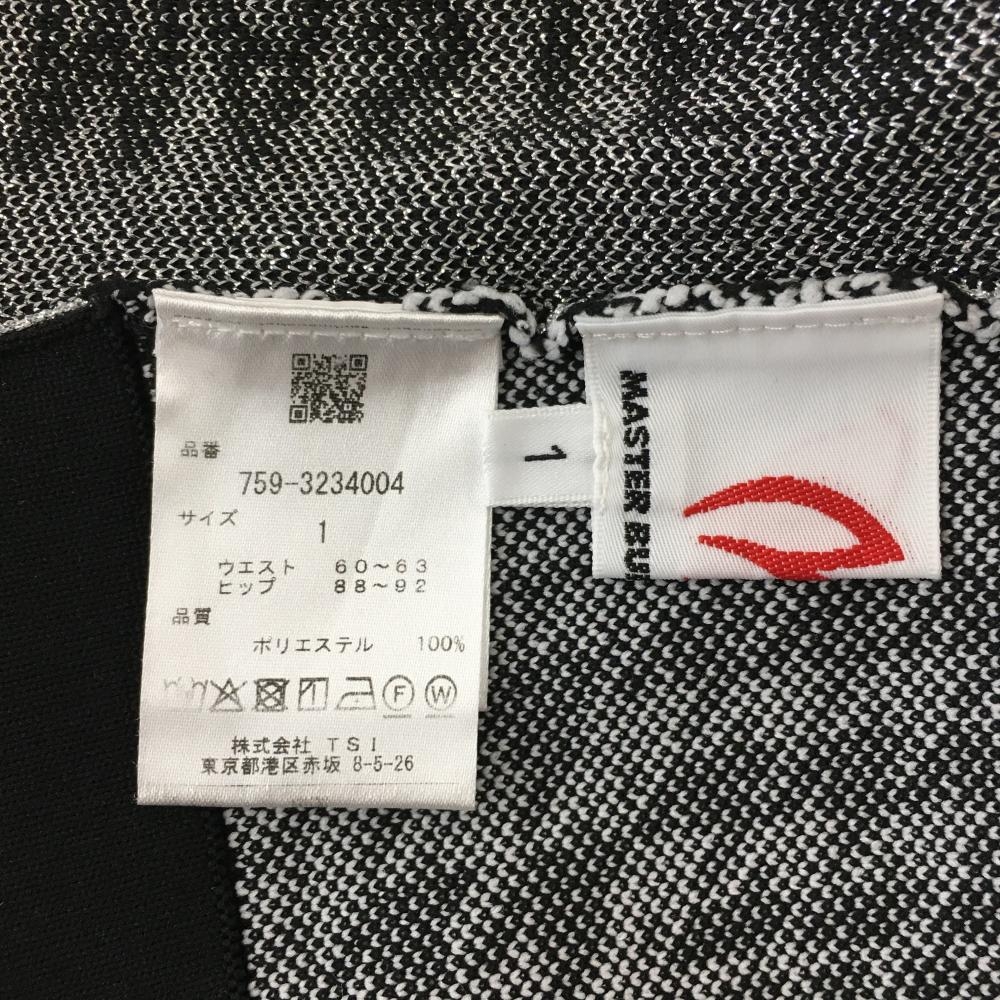 品番
759-3234004
サイズ
1
ウエスト 60~63
ヒップ 88~92
品質
ポリエステル 100%
F W
株式会社 TSI
東京都港区赤坂 8-5-26
1
MASTER